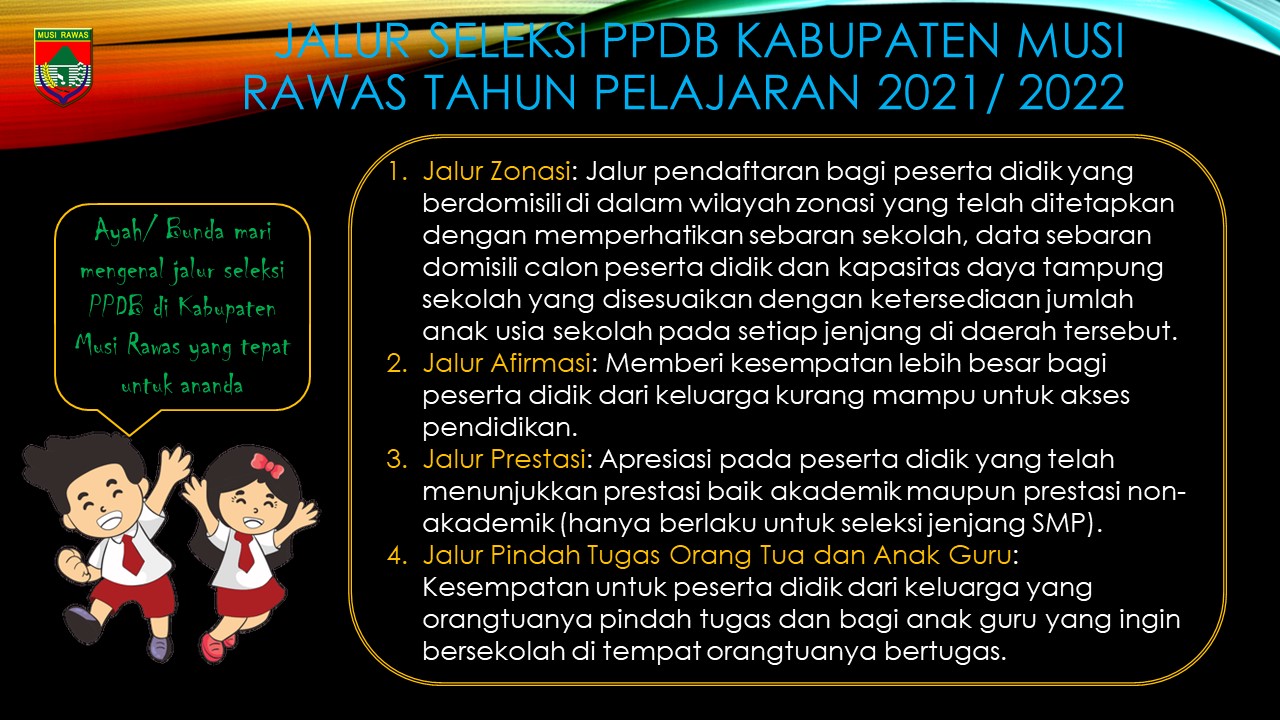 MUSI RAWAS
JALUR SELEKSI PPDB KABUPATEN MUSI
RAWAS TAHUN PELAJARAN 2021/ 2022
Ayah/ Bunda mari
mengenal jalur seleksi
PPDB di Kabupaten
Musi Rawas yang tepat
untuk ananda
1. Jalur Zonasi: Jalur pendaftaran bagi peserta didik yang
berdomisili di dalam wilayah zonasi yang telah ditetapkan
dengan memperhatikan sebaran sekolah, data sebaran
domisili calon peserta didik dan kapasitas daya tampung
sekolah yang disesuaikan dengan ketersediaan jumlah
anak usia sekolah pada setiap jenjang di daerah tersebut.
2. Jalur Afirmasi: Memberi kesempatan lebih besar bagi
peserta didik dari keluarga kurang mampu untuk akses
pendidikan.
3. Jalur Prestasi: Apresiasi pada peserta didik yang telah
menunjukkan prestasi baik akademik maupun prestasi non-
akademik (hanya berlaku untuk seleksi jenjang SMP).
4. Jalur Pindah Tugas Orang Tua dan Anak Guru:
Kesempatan untuk peserta didik dari keluarga yang
orangtuanya pindah tugas dan bagi anak guru yang ingin
bersekolah di tempat orangtuanya bertugas.